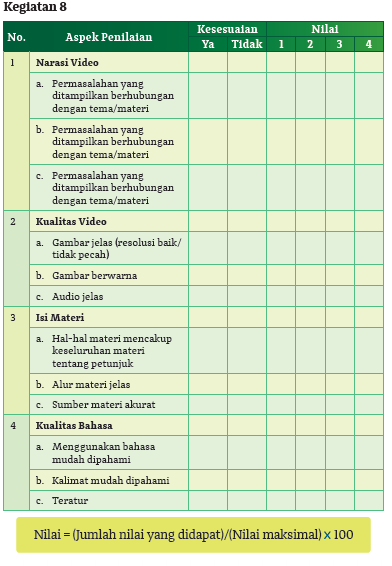 Kegiatan 8
No. Aspek Penilaian Kesesuaian Nilai
Ya Tidak 1 2 3 4
1 Narasi Video
a. Permasalahan yang
ditampilkan berhubungan
dengan tema/materi
b. Permasalahan yang
ditampilkan berhubungan
dengan tema/materi
c. Permasalahan yang
ditampilkan berhubungan
dengan tema/materi
2 Kualitas Video
a. Gambar jelas (resolusi baik/
tidak pecah)
b. Gambar berwarna
c. Audio jelas
3 Isi Materi
a. Hal-hal materi mencakup
keseluruhan materi
tentang petunjuk
b. Alur materi jelas
c. Sumber materi akurat
4 Kualitas Bahasa
a. Menggunakan bahasa
mudah dipahami
b. Kalimat mudah dipahami
c. Teratur
Nilai = (Jumlah nilai yang didapat)/(Nilai maksimal) x 100